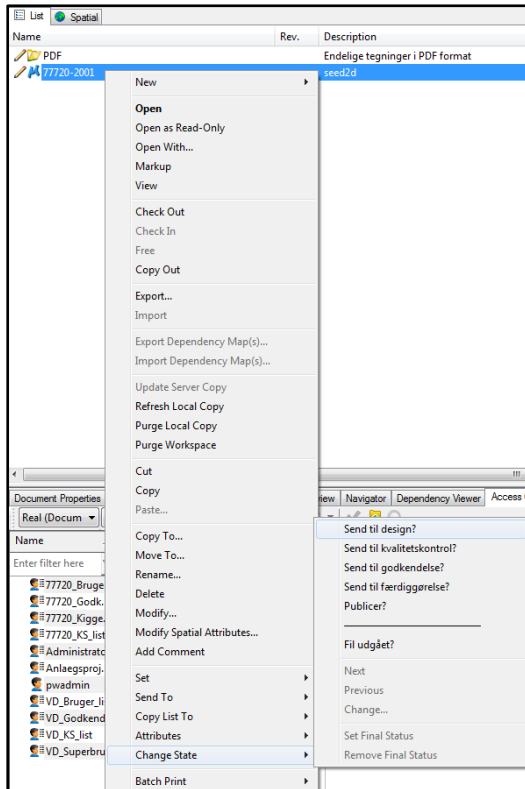 List Spatial
Name Rev. Description
PDF Endelige tegninger i PDF format
77720-2001 seed2d
New
Open
Open as Read-Only
Open With...
Markup
View
Check Out
Check In
Free
Copy Out
Export...
Import
Export Dependency Map(s)...
Import Dependency Map(s)...
Update Server Copy
Refresh Local Copy
Purge Local Copy
Purge Workspace
Cut
Copy
Paste...
Copy To...
Move To...
Rename...
Delete
Modify...
Modify Spatial Attributes...
Add Comment
Set
Send To
Copy List To
Attributes
Change State
Batch Print
Document Properties Navigator Dependency Viewer Access
Real (Docum
Name
Enter filter here
77720_Bruge
77720_Godk.
77720_Kigge.
77720_KS_list
Administrato
Anlaegsproj.
pwadmin
VD_Bruger_li
VD_Godkend
VD_KS_list
VD_Superbru
Send til design?
Send til kvalitetskontrol?
Send til godkendelse?
Send til færdiggørelse?
Publicer?
Fil udgået?
Next
Previous
Change...
Set Final Status
Remove Final Status